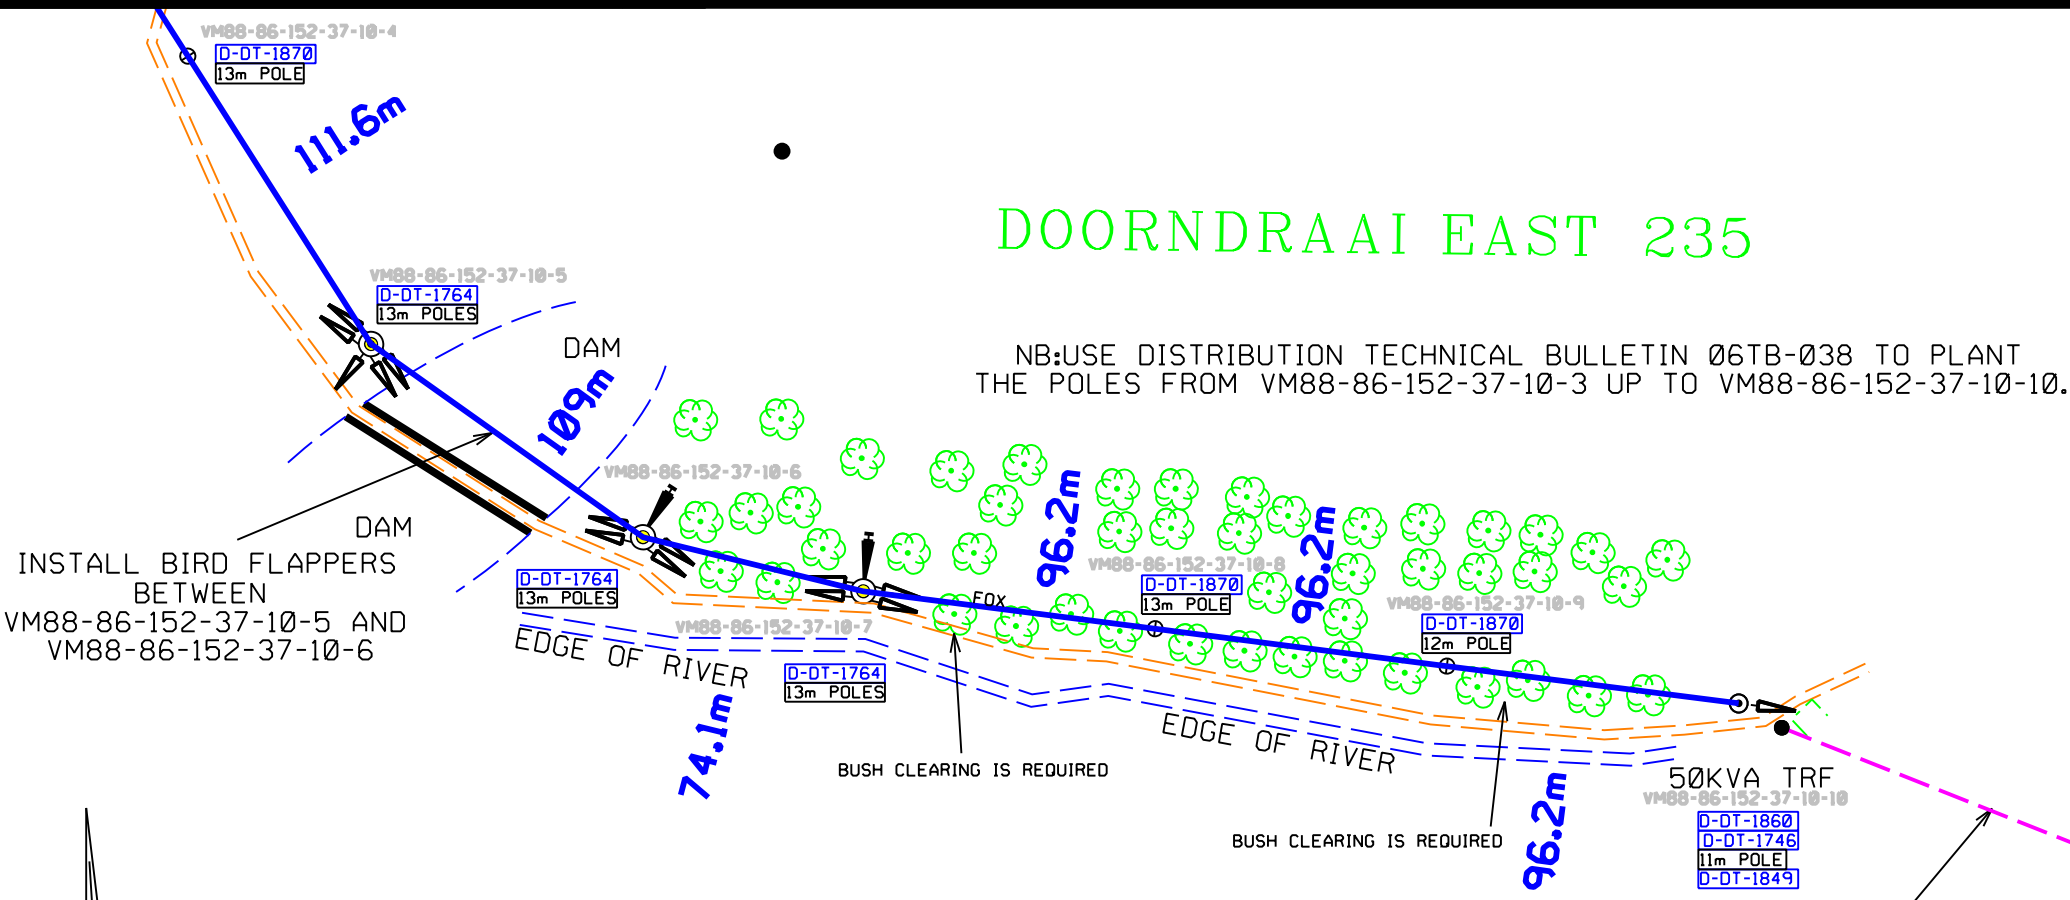 VM88-86-152-37-10-4
D-DT-1870
13m POLE
111.6m
DOORNDRAAI EAST 235
VM88-86-152-37-10-5
D-DT-1764
13m POLES
DAM
NB:USE DISTRIBUTION TECHNICAL BULLETIN 06TB-038 TO PLANT
THE POLES FROM VM88-86-152-37-10-3 UP TO VM88-86-152-37-10-10.
109m
VM88-86-152-37-10-6
DAM
INSTALL BIRD FLAPPERS
BETWEEN
VM88-86-152-37-10-5 AND
VM88-86-152-37-10-6
D-DT-1764
13m POLES
96.2m
96.2m
VM88-86-152-37-10-8
D-DT-1870
13m POLE
FOX
VM88-86-152-37-10-9
D-DT-1870
12m POLE
VM88-86-152-37-10-7
EDGE OF RIVER
D-DT-1764
13m POLES
74.1m
EDGE OF RIVER
BUSH CLEARING IS REQUIRED
BUSH CLEARING IS REQUIRED
96.2m
50KVA TRF
VM88-86-152-37-10-10
D-DT-1860
D-DT-1746
11m POLE
D-DT-1849